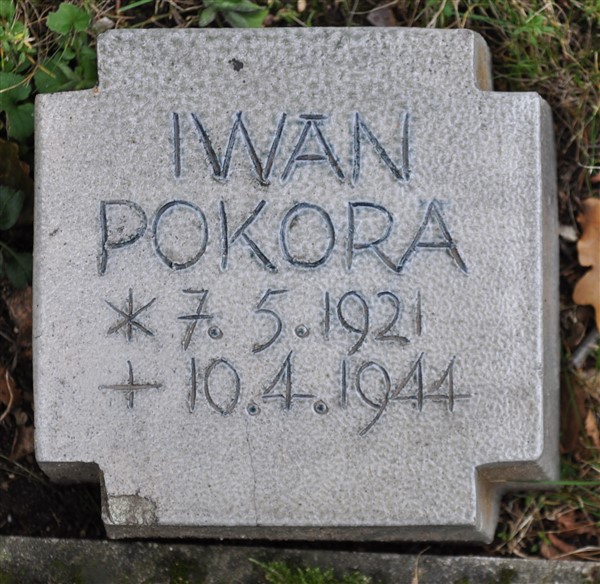 IWAN
POKORA
* 7. 5. 1921
+ 10.4.1944